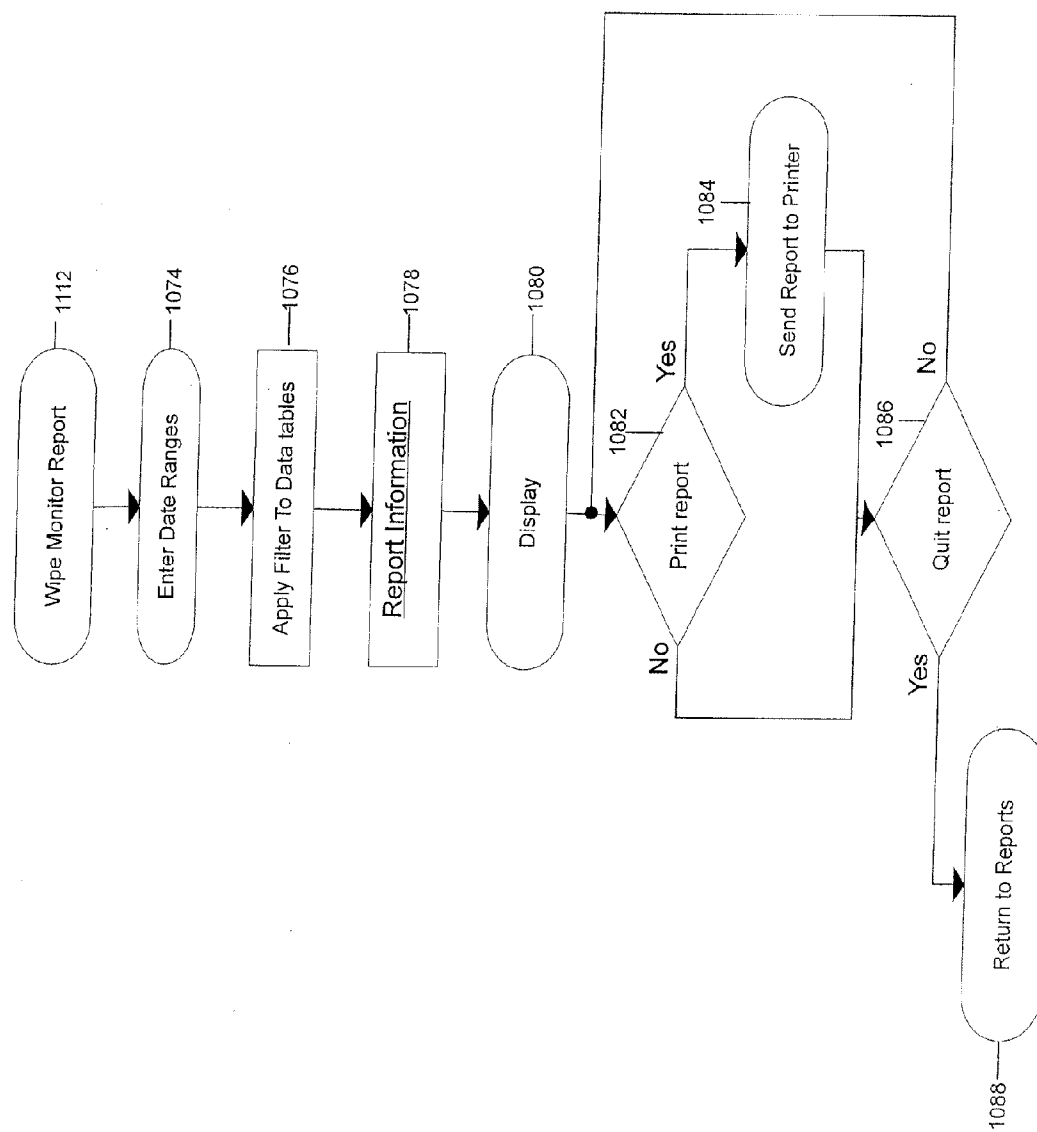 Wipe Monitor Report
1112
Enter Date Ranges
1074
Apply Filter To Data tables
1076
Report Information
1078
Display
1080
Print report
1082
Yes
No
Send Report to Printer
1084
Quit report
1086
No
Yes
Return to Reports
1088